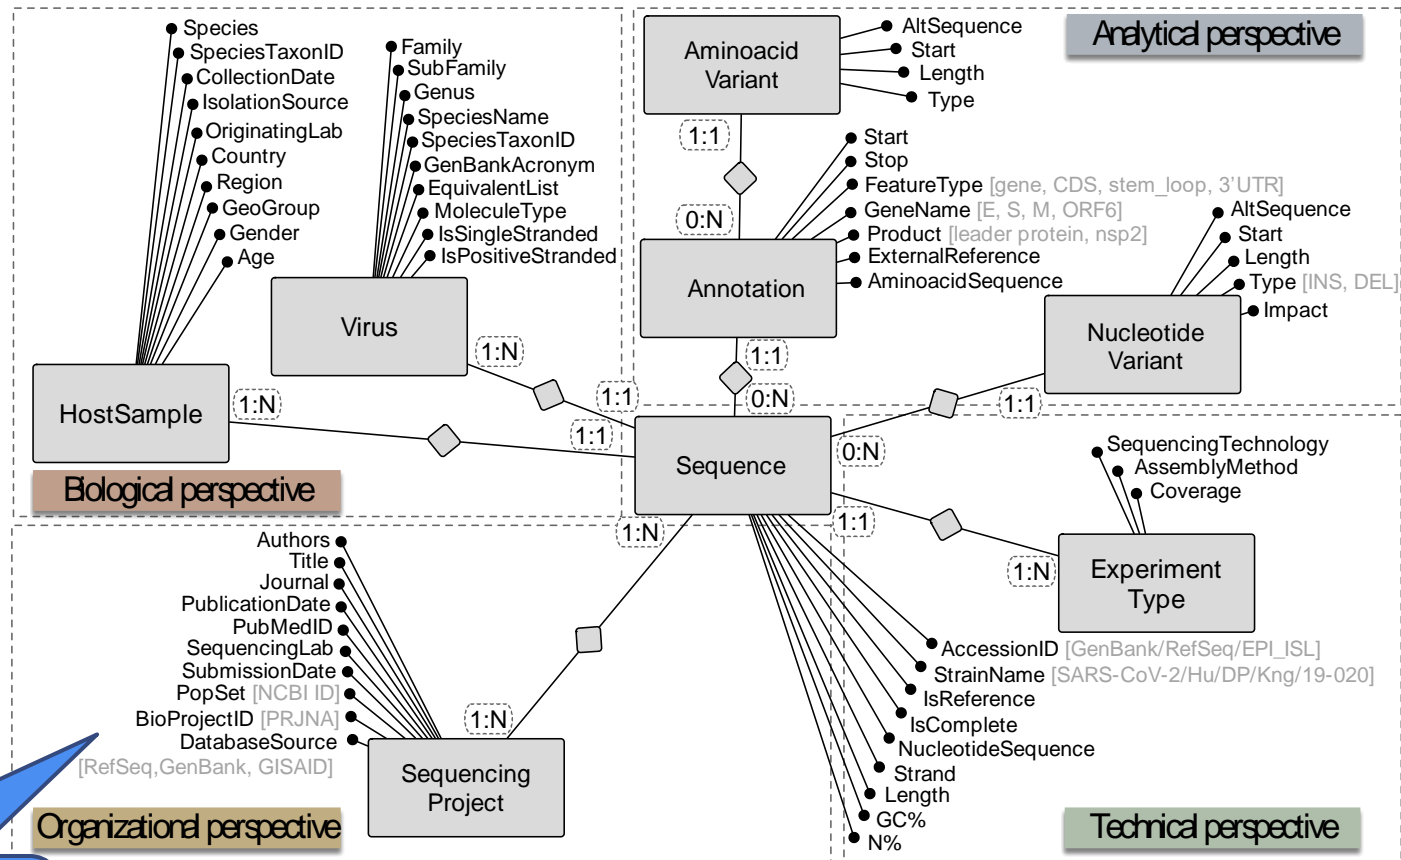 Species
SpeciesTaxonID
CollectionDate
IsolationSource
OriginatingLab
Country
Region
GeoGroup
Gender
Age
HostSample
1:N
Family
SubFamily
Genus
SpeciesName
SpeciesTaxonID
GenBankAcronym
EquivalentList
MoleculeType
IsSingleStranded
IsPositiveStranded
Virus
1:N
1:1
1:1
Biological perspective
Analytical perspective
Aminoacid
Variant
AltSequence
Start
Length
Type
1:1
0:N
Start
Stop
FeatureType [gene, CDS, stem_loop, 3'UTR]
GeneName [E, S, M, ORF6]
Product [leader protein, nsp2]
ExternalReference
AminoacidSequence
Annotation
1:1
0:N
AltSequence
Start
Length
Type [INS, DEL]
Impact
Nucleotide
Variant
1:1
0:N
Sequence
1:N
1:1
SequencingTechnology
AssemblyMethod
Coverage
1:N
Experiment
Type
AccessionID [GenBank/RefSeq/EPI_ISL]
StrainName [SARS-CoV-2/Hu/DP/Kng/19-020]
IsReference
IsComplete
NucleotideSequence
Strand
Length
GC%
N%
Technical perspective
Authors
Title
Journal
PublicationDate
PubMedID
SequencingLab
SubmissionDate
PopSet [NCBI ID]
BioProjectID [PRJNA]
DatabaseSource
[RefSeq,GenBank, GISAID]
1:N
Sequencing
Project
Organizational perspective